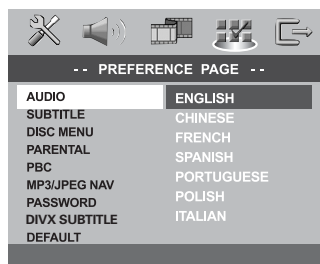 -- PREFERENCE PAGE --
AUDIO
SUBTITLE
DISC MENU
PARENTAL
PBC
MP3/JPEG NAV
PASSWORD
DIVX SUBTITLE
DEFAULT
ENGLISH
CHINESE
FRENCH
SPANISH
PORTUGUESE
POLISH
ITALIAN